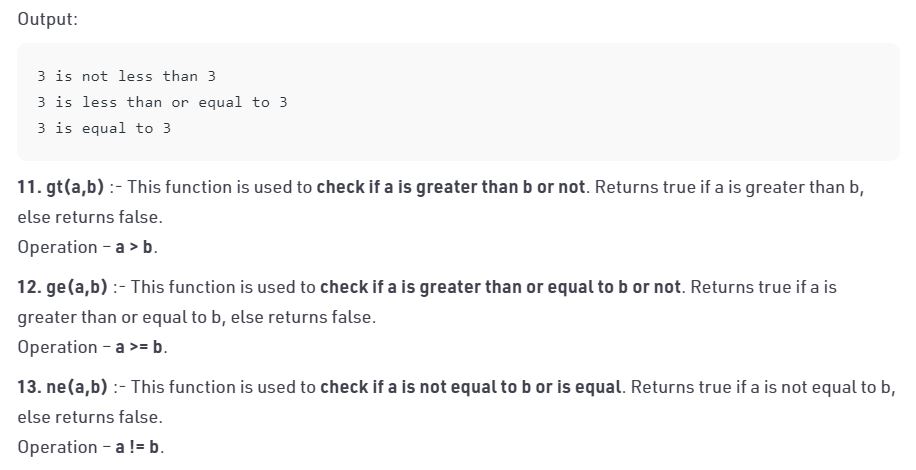 Output:
3 is not less than 3
3 is less than or equal to 3
3 is equal to 3
11. gt(a,b) :- This function is used to check if a is greater than b or not. Returns true if a is greater than b,
else returns false.
Operation – a > b.
12. ge(a,b) :- This function is used to check if a is greater than or equal to b or not. Returns true if a is
greater than or equal to b, else returns false.
Operation – a >= b.
13. ne(a,b) :- This function is used to check if a is not equal to b or is equal. Returns true if a is not equal to b,
else returns false.
Operation – a != b.